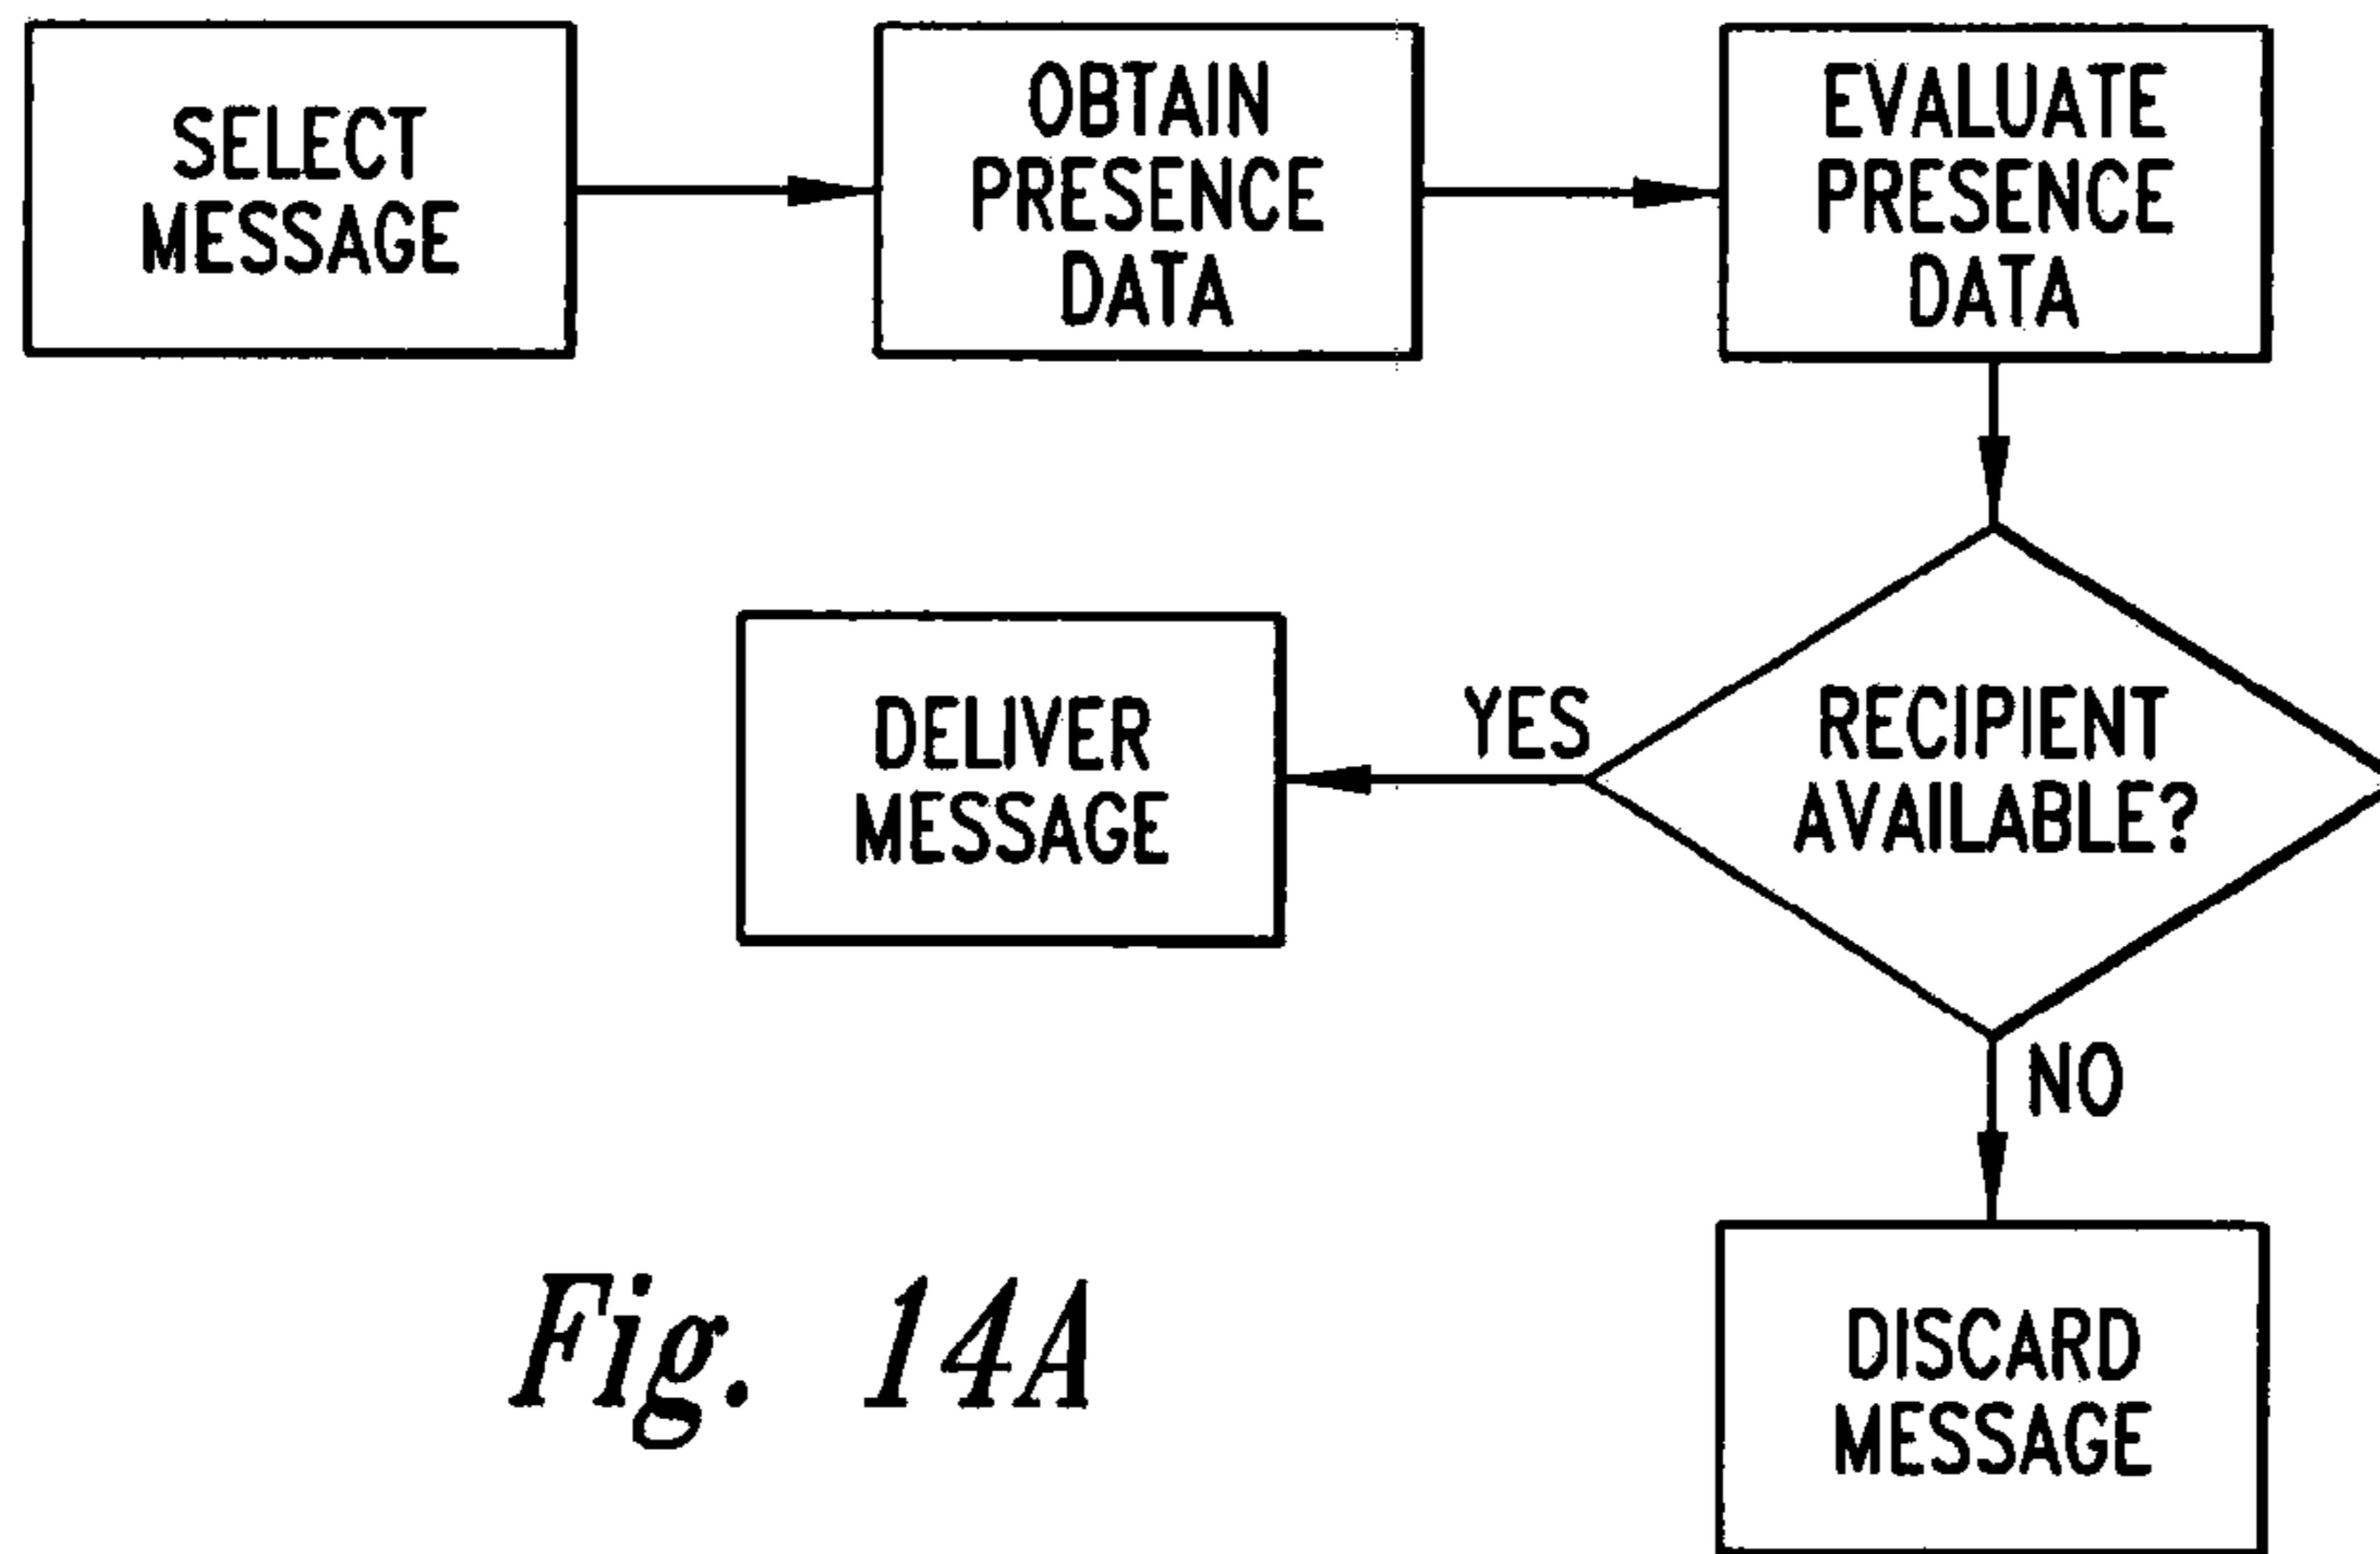 SELECT
MESSAGE
OBTAIN
PRESENCE
DATA
EVALUATE
PRESENCE
DATA
RECIPIENT
AVAILABLE?
YES
DELIVER
MESSAGE
NO
DISCARD
MESSAGE
Fig. 14A